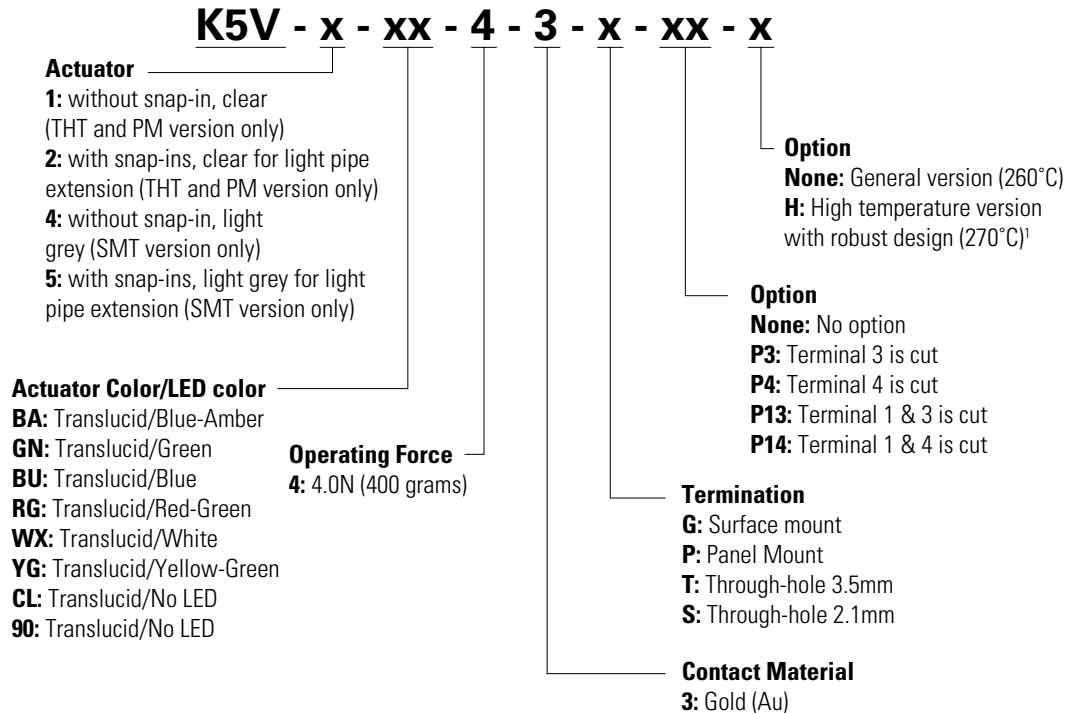 K5V - x - xx - 4 - 3 - x - xx - x
Actuator
1: without snap-in, clear
(THT and PM version only)
2: with snap-ins, clear for light pipe
extension (THT and PM version only)
4: without snap-in, light
grey (SMT version only)
5: with snap-ins, light grey for light
pipe extension (SMT version only)
Actuator Color/LED color
BA: Translucid/Blue-Amber
GN: Translucid/Green
BU: Translucid/Blue
RG: Translucid/Red-Green
WX: Translucid/White
YG: Translucid/Yellow-Green
CL: Translucid/No LED
90: Translucid/No LED
Operating Force
4: 4.0N (400 grams)
Option
None: General version (260˚C)
H: High temperature version
with robust design (270˚C)¹
Option
None: No option
P3: Terminal 3 is cut
P4: Terminal 4 is cut
P13: Terminal 1 & 3 is cut
P14: Terminal 1 & 4 is cut
Termination
G: Surface mount
P: Panel Mount
T: Through-hole 3.5mm
S: Through-hole 2.1mm
Contact Material
3: Gold (Au)